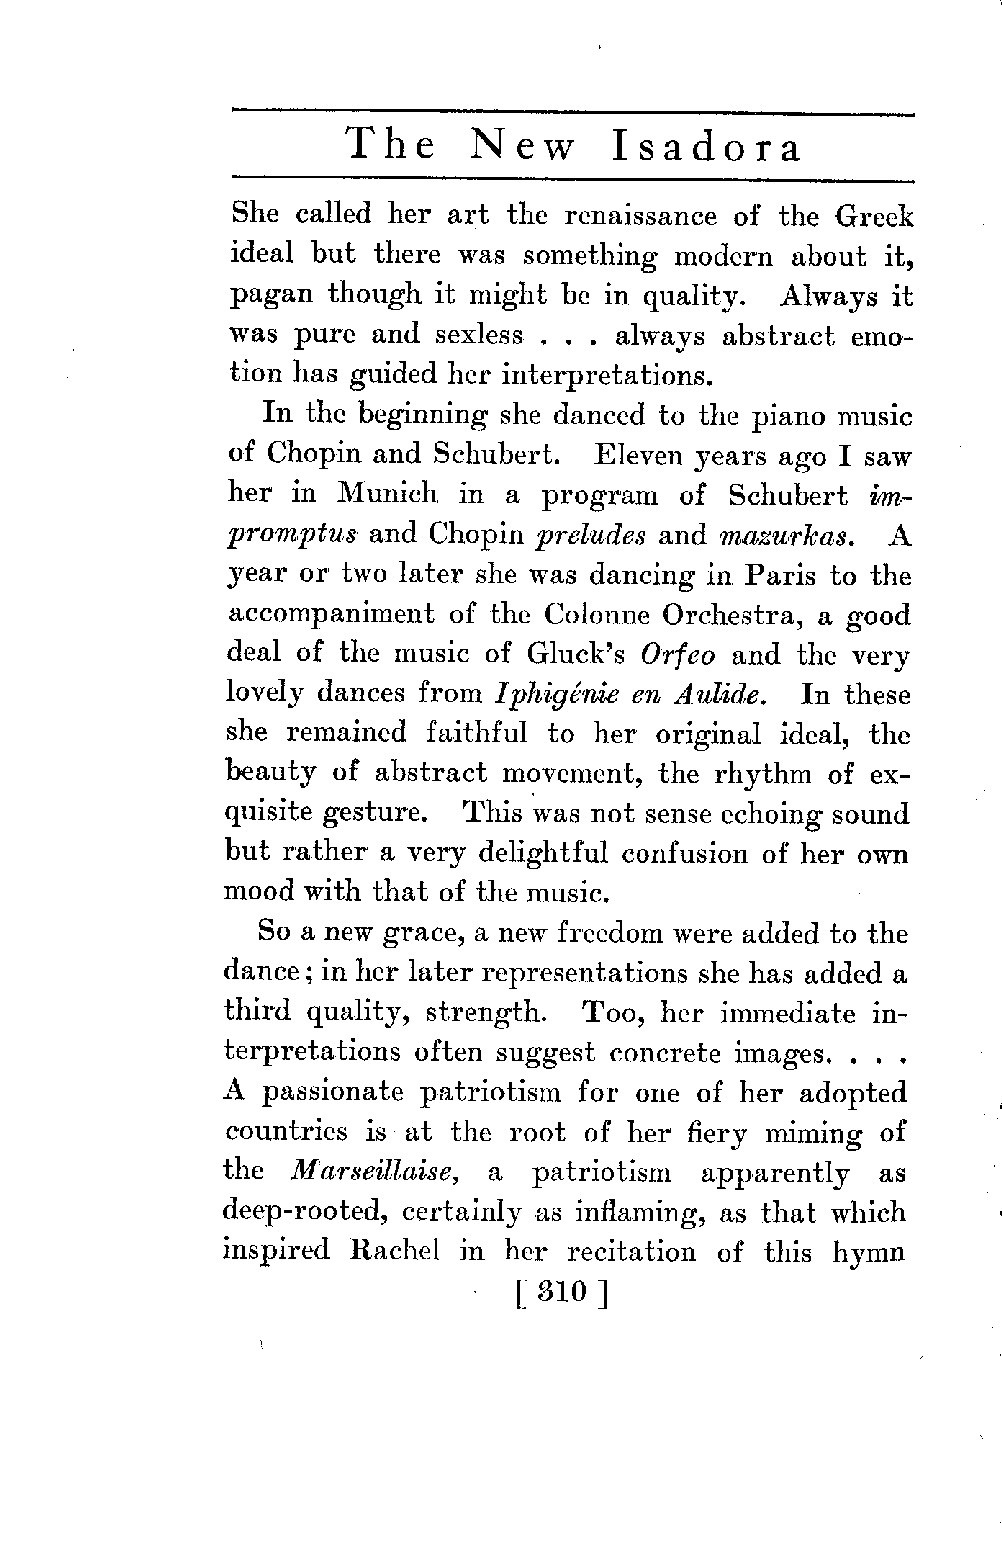 The New Isadora
She called her art the renaissance of the Greek
ideal but there was something modern about it,
pagan though it might be in quality. Always it
was pure and sexless . . . always abstract emo-
tion has guided her interpretations.
In the beginning she danced to the piano music
of Chopin and Schubert. Eleven years ago I saw
her in Munich in a program of Schubert im-
promptus and Chopin preludes and mazurkas. A
year or two later she was dancing in Paris to the
accompaniment of the Colonne Orchestra, a good
deal of the music of Gluck's Orfeo and the very
lovely dances from Iphigénie en Aulide. In these
she remained faithful to her original ideal, the
beauty of abstract movement, the rhythm of ex-
quisite gesture. This was not sense echoing sound
but rather a very delightful confusion of her own
mood with that of the music.
So a new grace, a new freedom were added to the
dance; in her later representations she has added a
third quality, strength. Too, her immediate in-
terpretations often suggest concrete images. . . .
A passionate patriotism for one of her adopted
countries is at the root of her fiery miming of
the Marseillaise, a patriotism apparently as
deep-rooted, certainly as inflaming, as that which
inspired Rachel in her recitation of this hymn
[ 310 ]